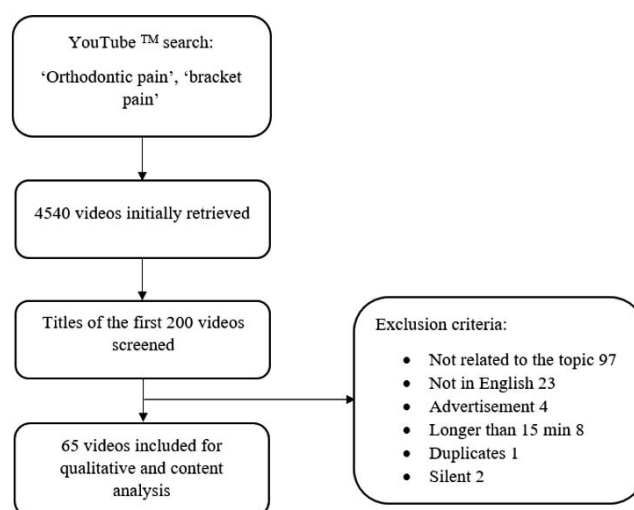 YouTube ™ search:
‘Orthodontic pain’, ‘bracket
pain’
4540 videos initially retrieved
Titles of the first 200 videos
screened
Exclusion criteria:
• Not related to the topic 97
• Not in English 23
• Advertisement 4
• Longer than 15 min 8
• Duplicates 1
• Silent 2
65 videos included for
qualitative and content
analysis